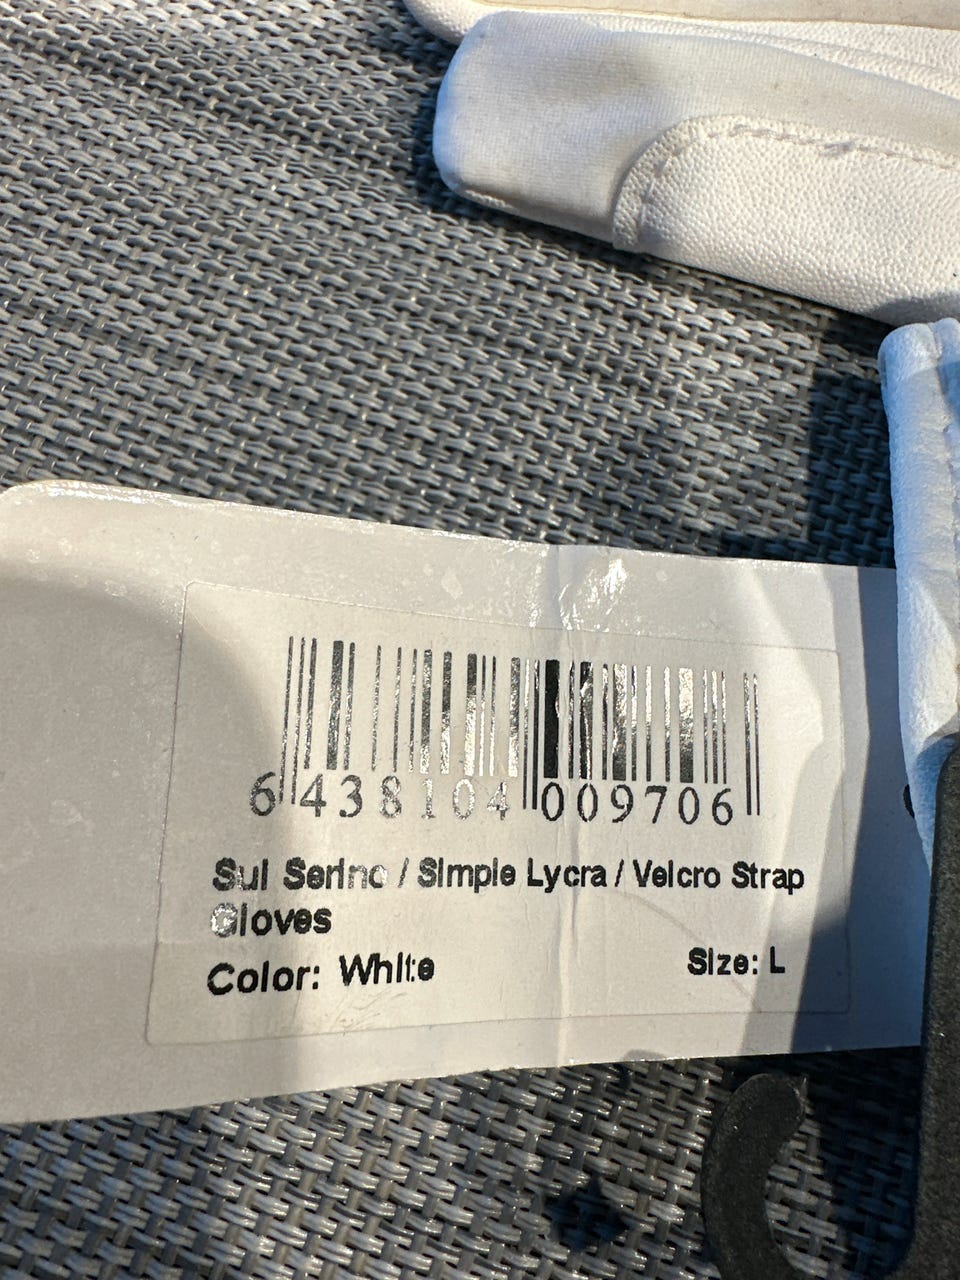 6 438104 009706
Sul Serino / Simple Lycra / Velcro Strap
Gloves
Color: White
Size: L